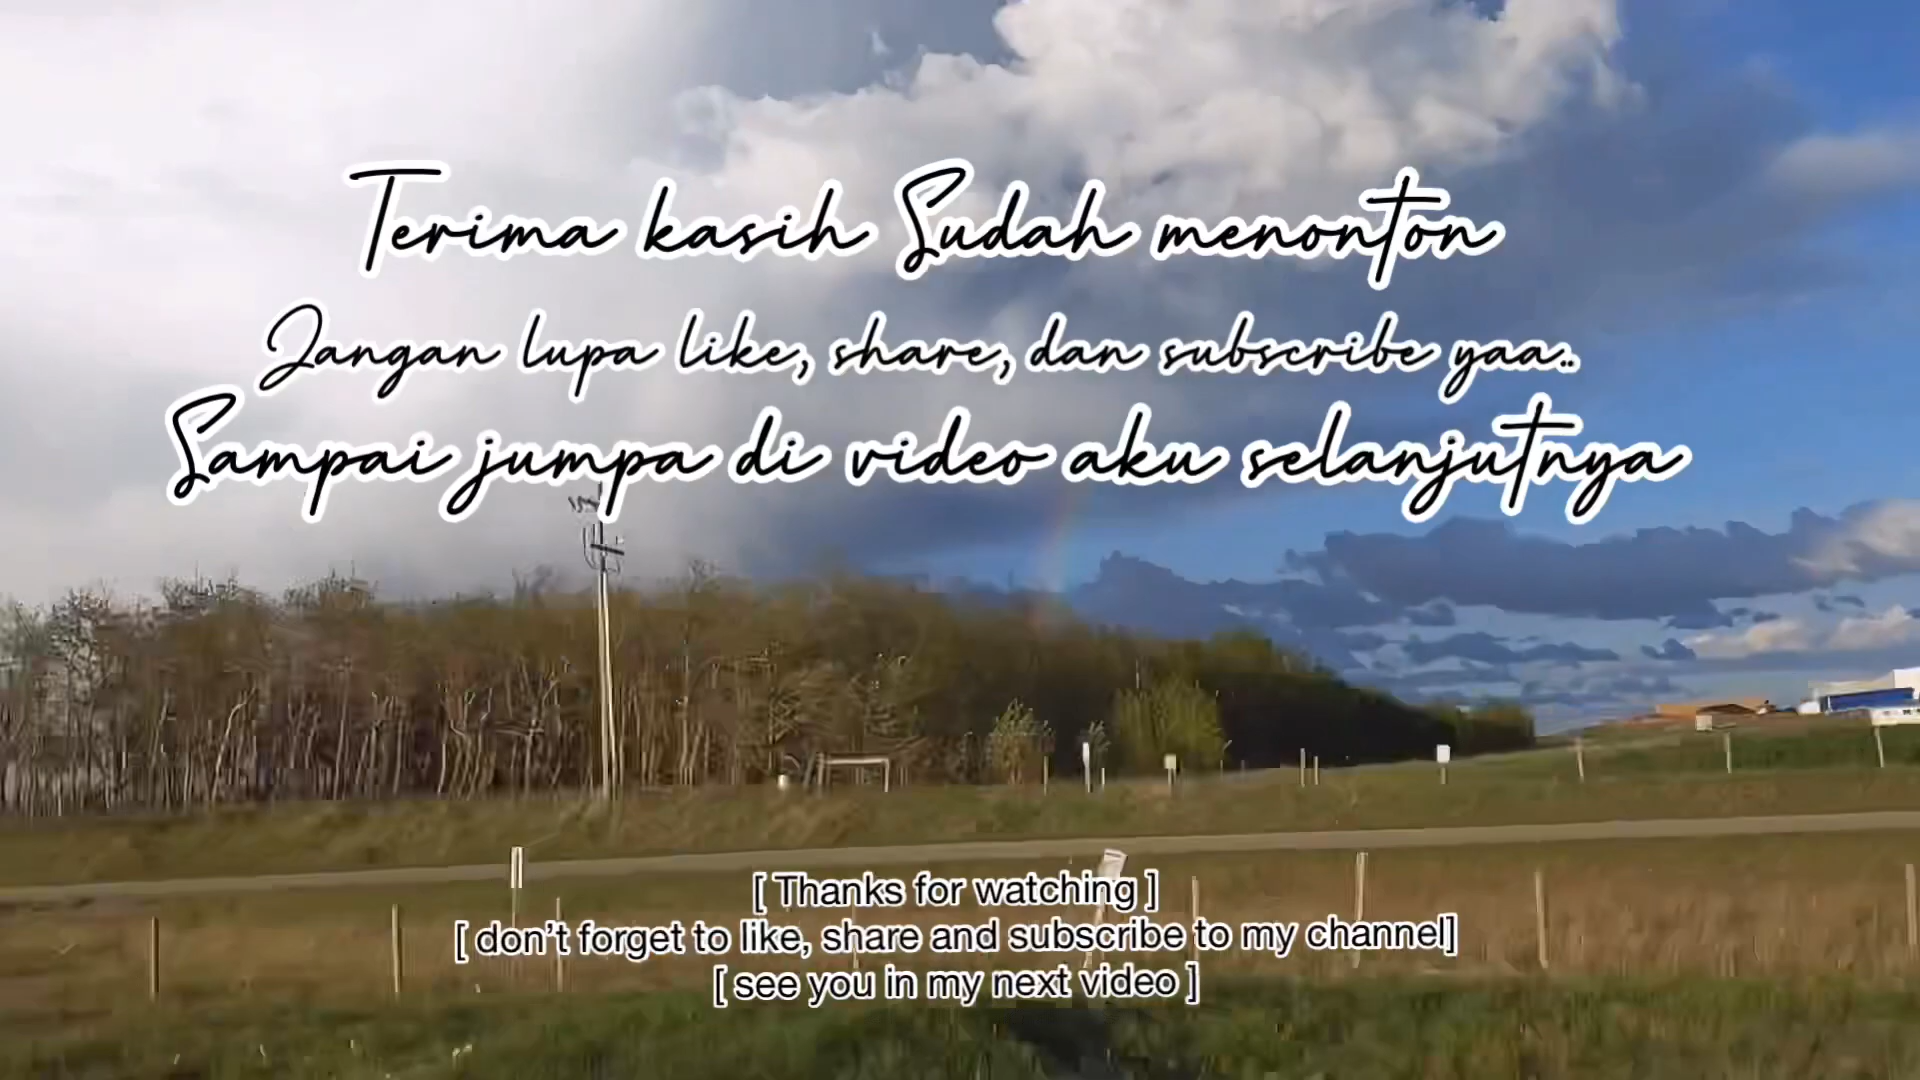 Terima kasih Sudah menonton
Jangan lupa like, share, dan subscribe yaa..
Sampai jumpa di video aku selanjutnya
[ Thanks for watching ]
[ don't forget to like, share and subscribe to my channel]
[ see you in my next video ]